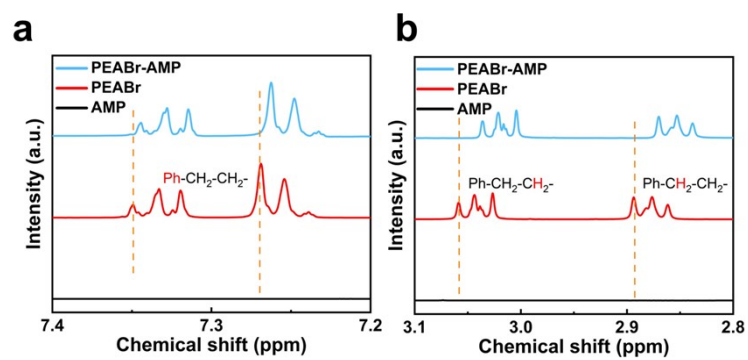 a
PEABr-AMP
PEABr
AMP
Ph-CH₂-CH₂-
Intensity (a.u.)
7.4 7.3 7.2
Chemical shift (ppm)
b
PEABr-AMP
PEABr
AMP
Ph-CH₂-CH₂- Ph-CH₂-CH₂-
Intensity (a.u.)
3.1 3.0 2.9 2.8
Chemical shift (ppm)